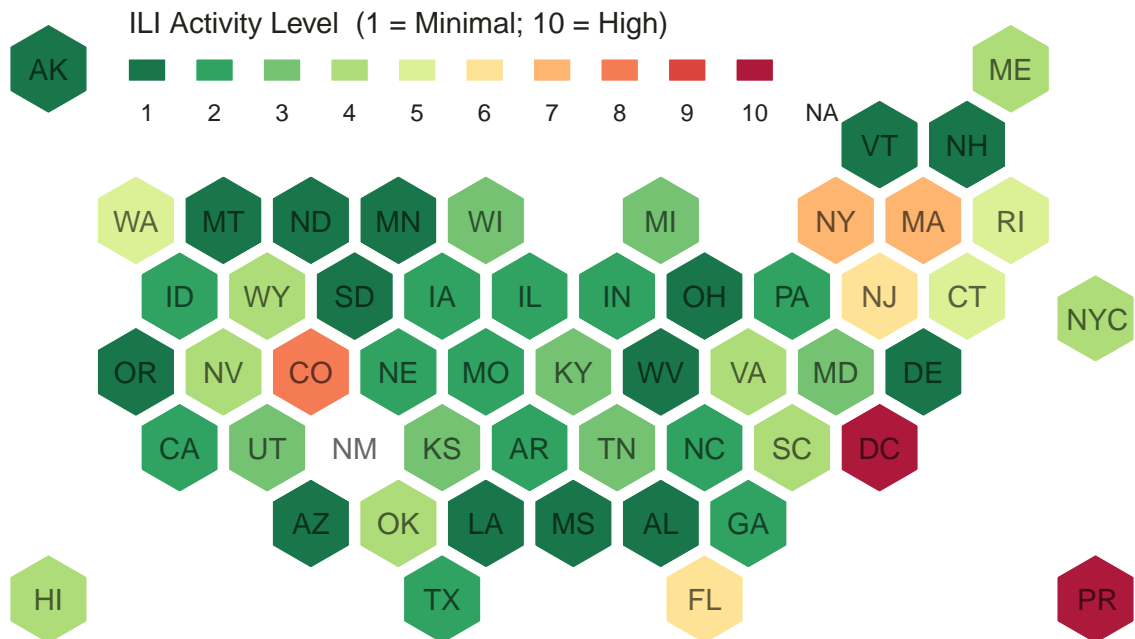 ILI Activity Level (1 = Minimal; 10 = High)
1 2 3 4 5 6 7 8 9 10 NA
AK ME
VT NH
WA MT ND MN WI MI NY MA RI
ID WY SD IA IL IN OH PA NJ CT
NYC
OR NV CO NE MO KY WV VA MD DE
CA UT NM KS AR TN NC SC DC
AZ OK LA MS AL GA
HI TX FL PR